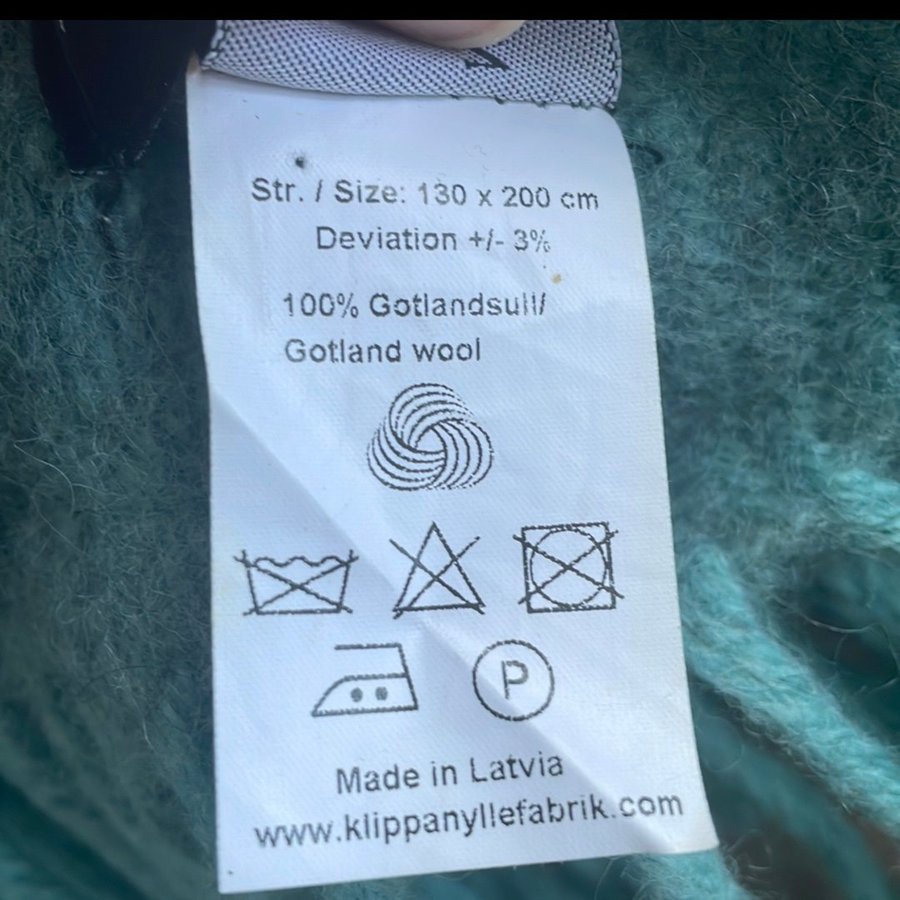 Str. / Size: 130 x 200 cm
Deviation +/- 3%
100% Gotlandsull/
Gotland wool
P
Made in Latvia
www.klippanyllefabrik.com